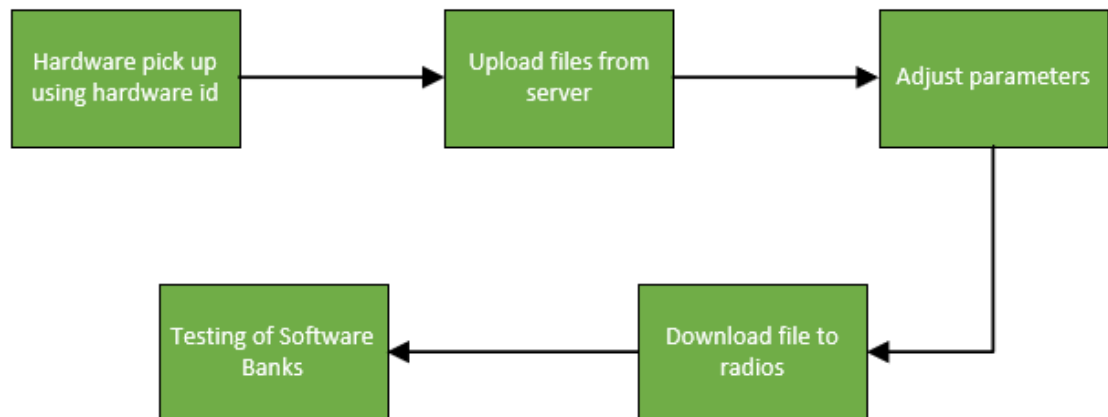 Hardware pick up
using hardware id
Upload files from
server
Adjust parameters
Download file to
radios
Testing of Software
Banks